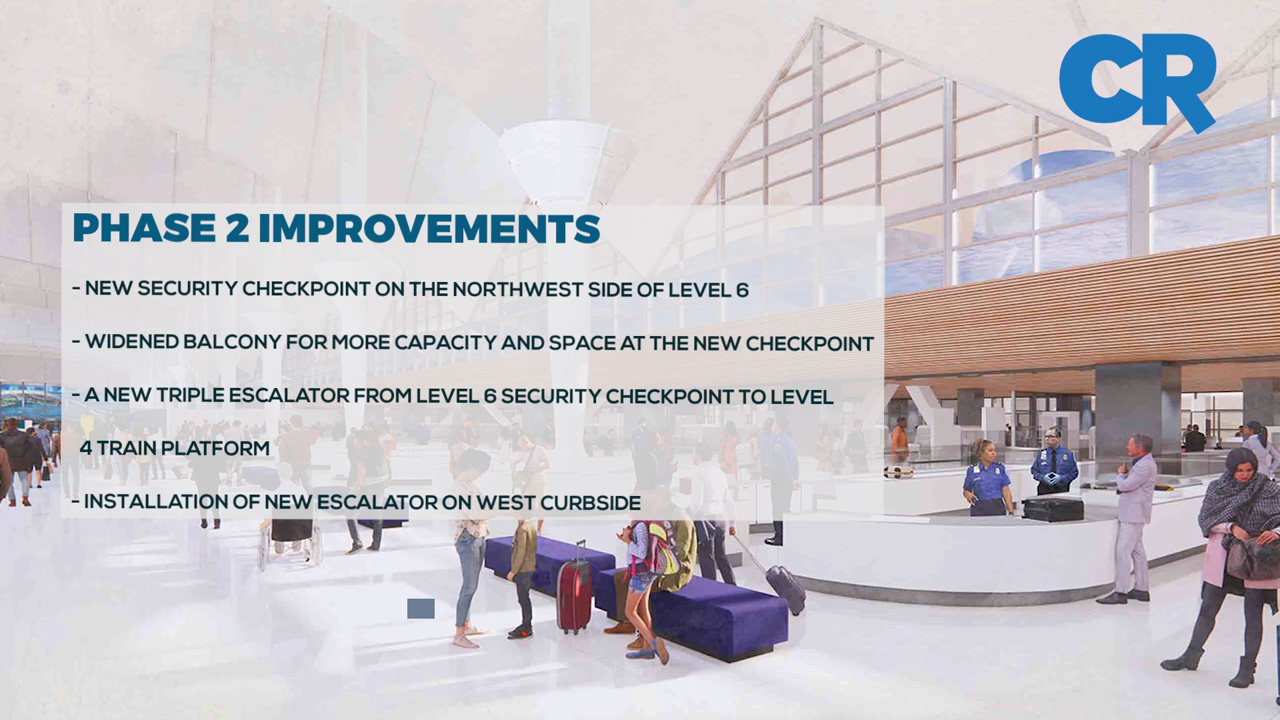 CR
PHASE 2 IMPROVEMENTS
- NEW SECURITY CHECKPOINT ON THE NORTHWEST SIDE OF LEVEL 6
- WIDENED BALCONY FOR MORE CAPACITY AND SPACE AT THE NEW CHECKPOINT
- A NEW TRIPLE ESCALATOR FROM LEVEL 6 SECURITY CHECKPOINT TO LEVEL
4 TRAIN PLATFORM
- INSTALLATION OF NEW ESCALATOR ON WEST CURBSIDE